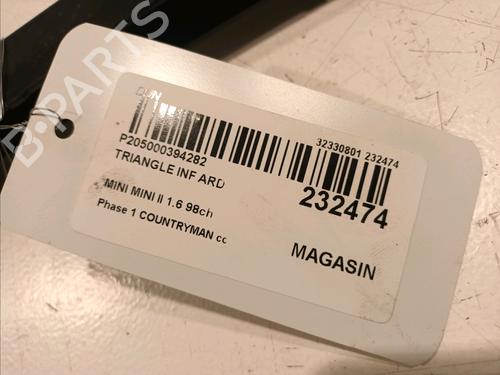 B-PARTS
P205000394282
TRIANGLE INF ARD
32330801 232474
232474
MINI MINI II 1.6 98ch
Phase 1 COUNTRYMAN cc
MAGASIN